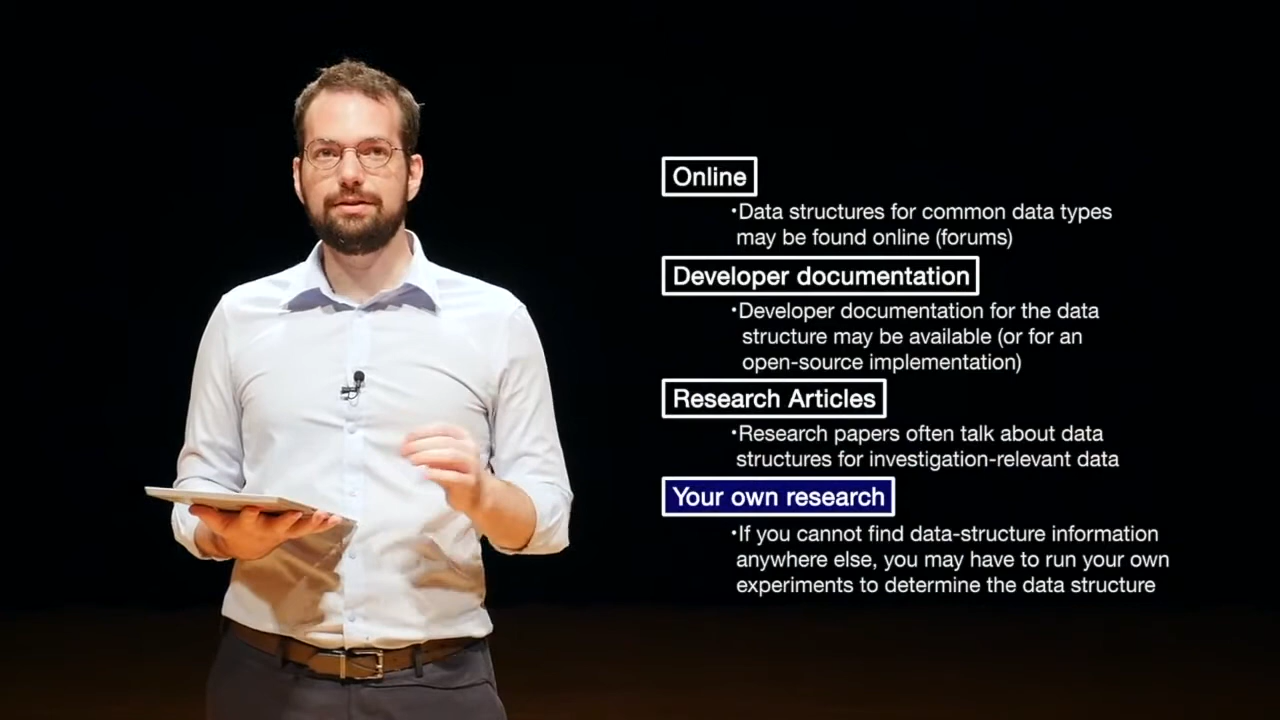 Online
•Data structures for common data types
may be found online (forums)
Developer documentation
•Developer documentation for the data
structure may be available (or for an
open-source implementation)
Research Articles
•Research papers often talk about data
structures for investigation-relevant data
Your own research
•If you cannot find data-structure information
anywhere else, you may have to run your own
experiments to determine the data structure